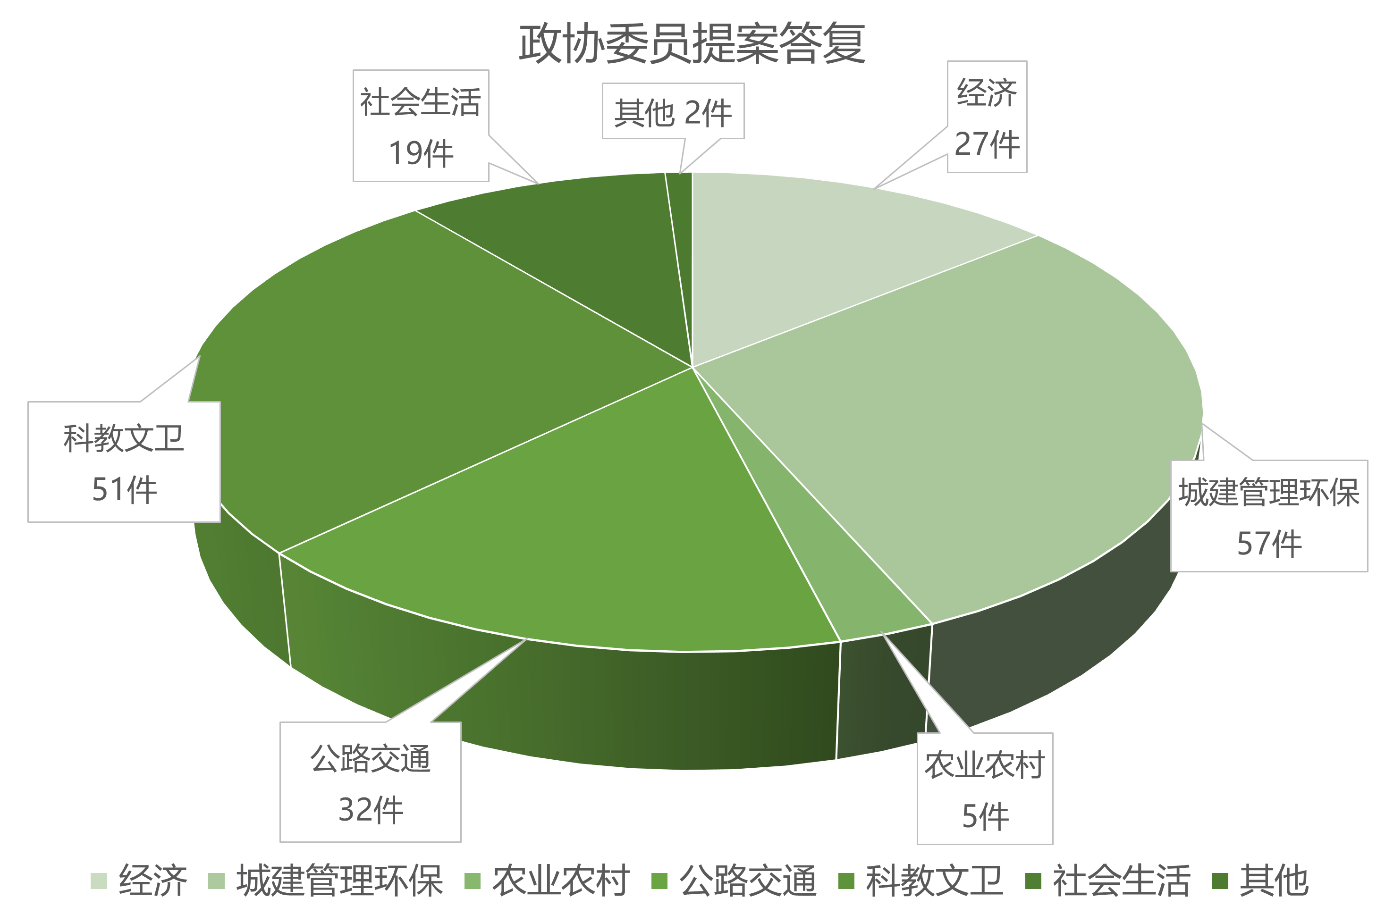 政协委员提案答复
社会生活
19件
其他 2件
经济
27件
科教文卫
51件
城建管理环保
57件
公路交通
32件
农业农村
5件
经济
城建管理环保
农业农村
公路交通
科教文卫
社会生活
其他